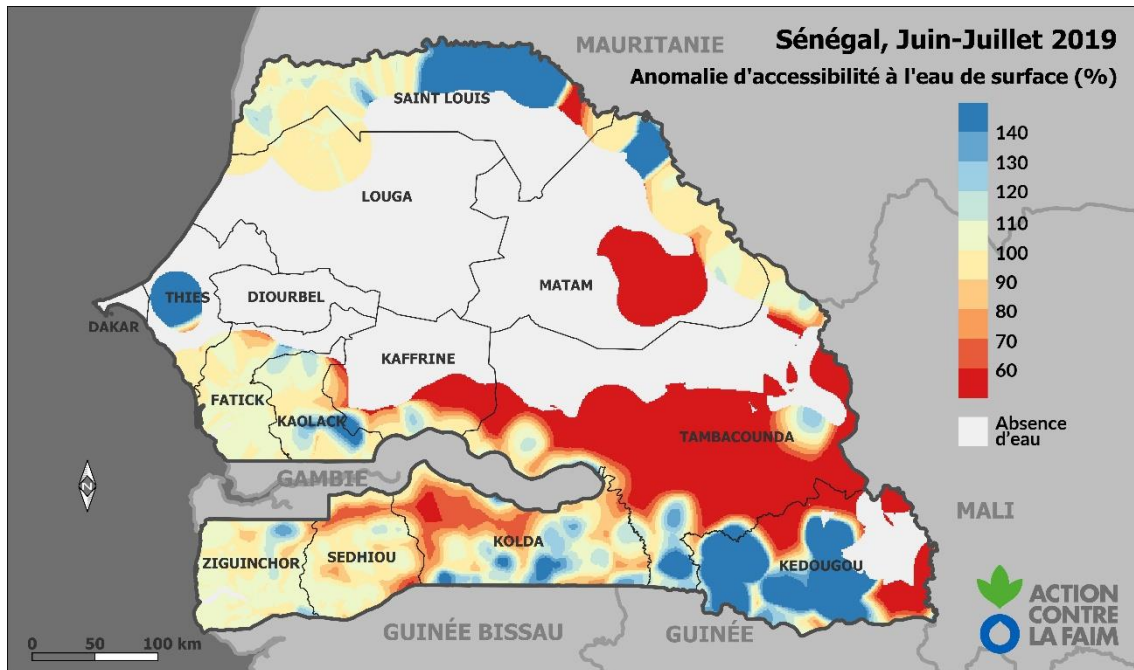 MAURITANIE
Sénégal, Juin-Juillet 2019
Anomalie d'accessibilité à l'eau de surface (%)
140
130
120
110
100
90
80
70
60
Absence
d'eau
SAINT LOUIS
LOUGA
MATAM
THIES
DIOURBEL
DAKAR
KAFFRINE
FATICK
KAOLACK
TAMBACOUNDA
GAMBIE
MALI
N
ZIGUINCHOR
SEDHIOU
KOLDA
KEDOUGOU
GUINÉE BISSAU
GUINÉE
0 50 100 km
ACTION
CONTRE
LA FAIM